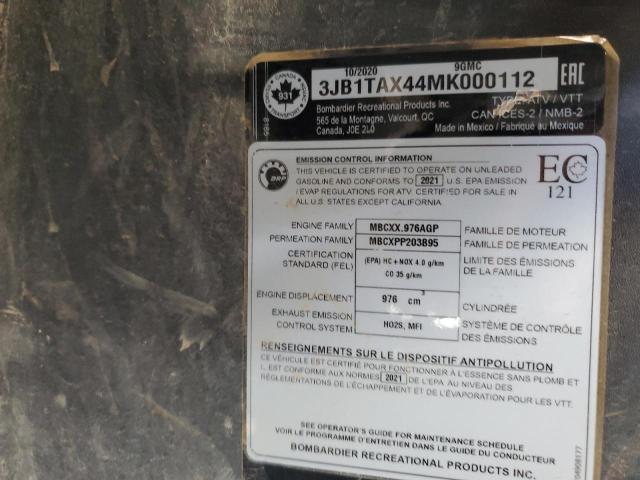 10/2020 9GMC
3JB1TAX44MK000112
EAC
CANADA
931
TRANSPORT
Bombardier Recreational Products Inc.
565 de la Montagne, Valcourt, QC
Canada, J0E 2L0
TYPE: ATV / VTT
CAN ICES-2 / NMB-2
Made in Mexico / Fabriqué au Mexique
BRP
EMISSION CONTROL INFORMATION
THIS VEHICLE IS CERTIFIED TO OPERATE ON UNLEADED
GASOLINE AND CONFORMS TO 2021 U.S. EPA EMISSION
/ EVAP REGULATIONS FOR ATV. CERTIFIED FOR SALE IN
ALL U.S. STATES EXCEPT CALIFORNIA.
EC
121
ENGINE FAMILY MBCXX.976AGP FAMILLE DE MOTEUR
PERMEATION FAMILY MBCXPP203B95 FAMILLE DE PERMÉATION
CERTIFICATION STANDARD (FEL) (EPA) HC + NOX 4.0 g/km CO 35 g/km LIMITE DES ÉMISSIONS DE LA FAMILLE
ENGINE DISPLACEMENT 976 cm3 CYLINDRÉE
EXHAUST EMISSION CONTROL SYSTEM HO2S, MFI SYSTÈME DE CONTRÔLE DES ÉMISSIONS
RENSEIGNEMENTS SUR LE DISPOSITIF ANTIPOLLUTION
CE VÉHICULE EST CERTIFIÉ POUR FONCTIONNER À L'ESSENCE SANS PLOMB ET
EST CONFORME AUX NORMES 2021 DE L'EPA AU NIVEAU DES
RÉGLEMENTATIONS DE L'ÉCHAPPEMENT ET DE L'ÉVAPORATION POUR LES VTT.
SEE OPERATOR'S GUIDE FOR MAINTENANCE SCHEDULE
VOIR LE PROGRAMME D'ENTRETIEN DANS LE GUIDE DU CONDUCTEUR
BOMBARDIER RECREATIONAL PRODUCTS INC.
704908177